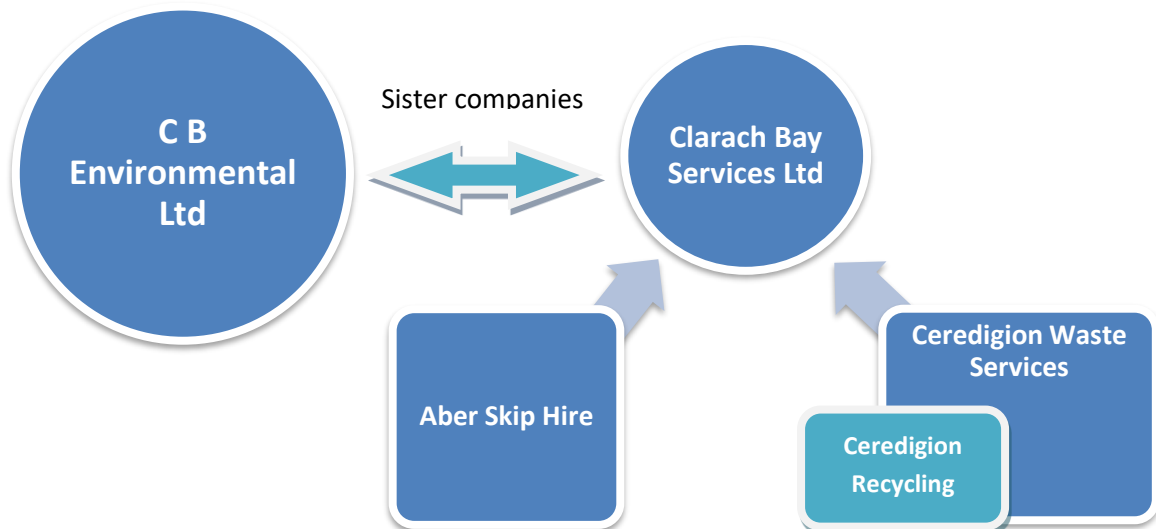 C B
Environmental
Ltd
Sister companies
Clarach Bay
Services Ltd
Aber Skip Hire
Ceredigion Waste
Services
Ceredigion
Recycling